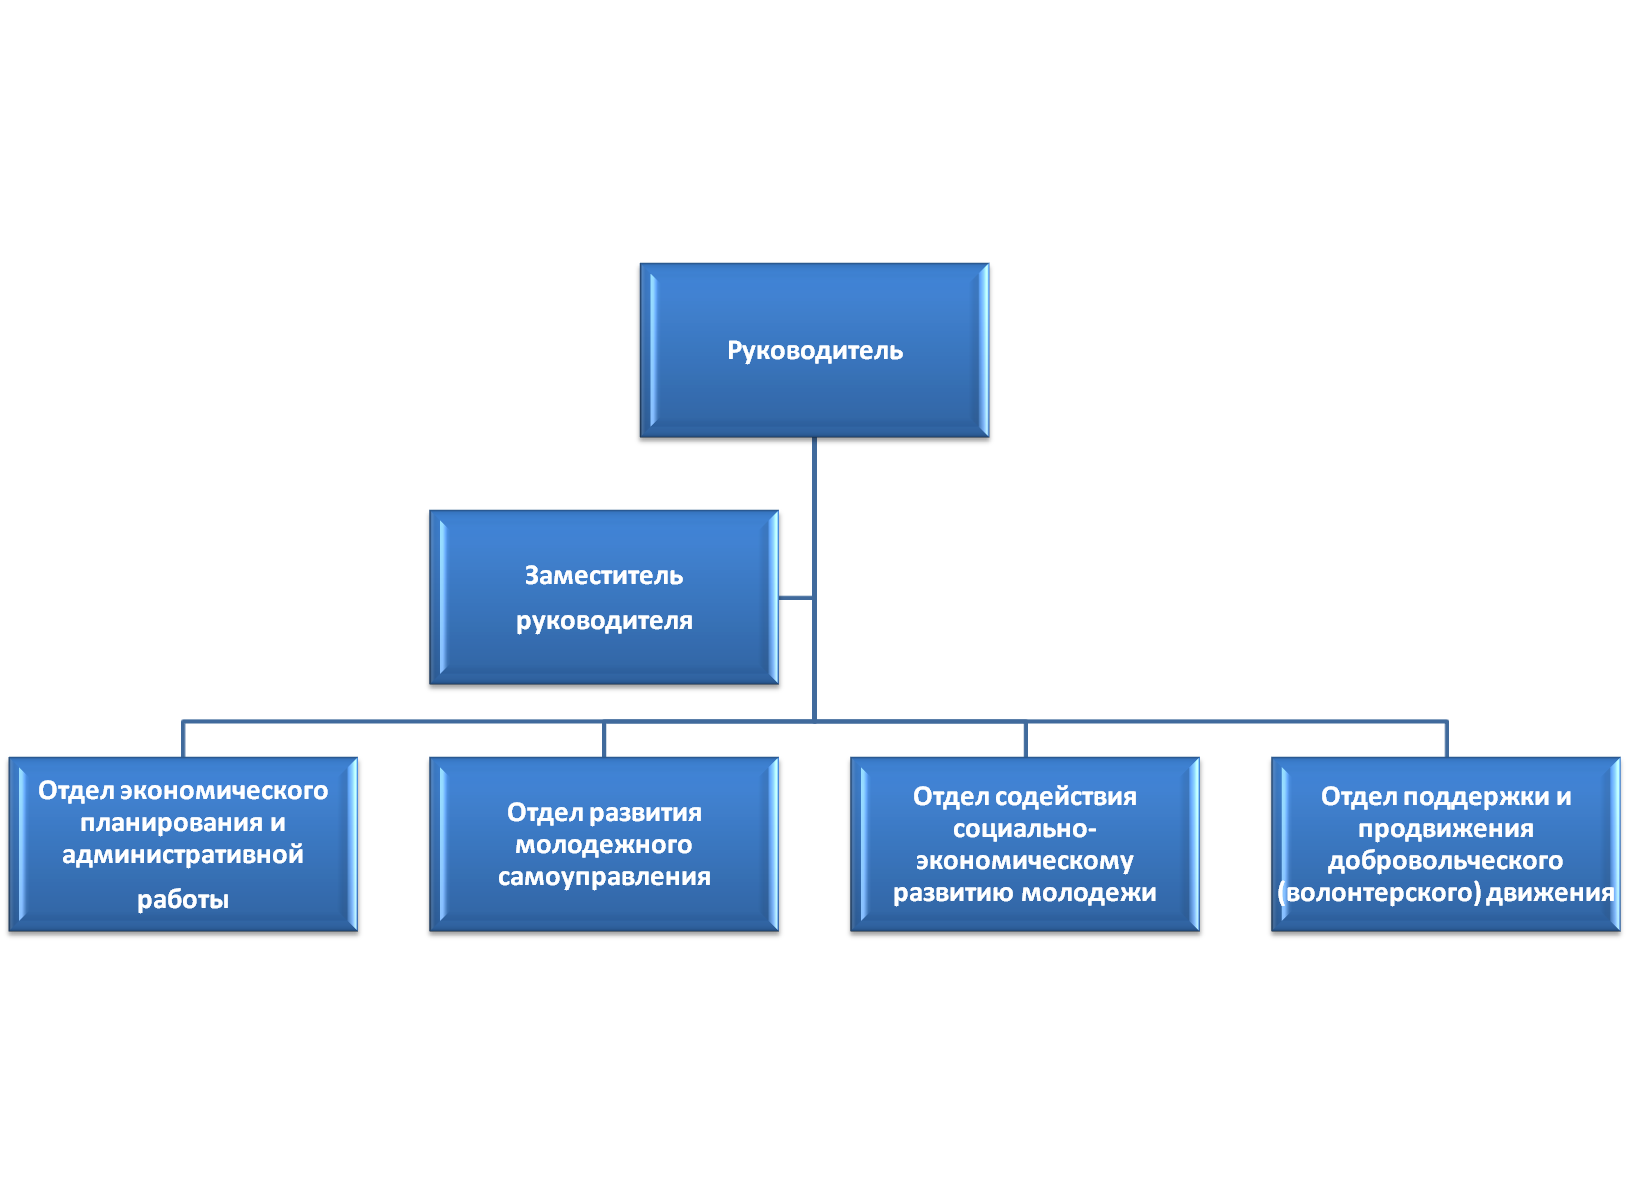 Руководитель
Заместитель
руководителя
Отдел экономического
планирования и
административной
работы
Отдел развития
молодежного
самоуправления
Отдел содействия
социально-
экономическому
развитию молодежи
Отдел поддержки и
продвижения
добровольческого
(волонтерского) движения